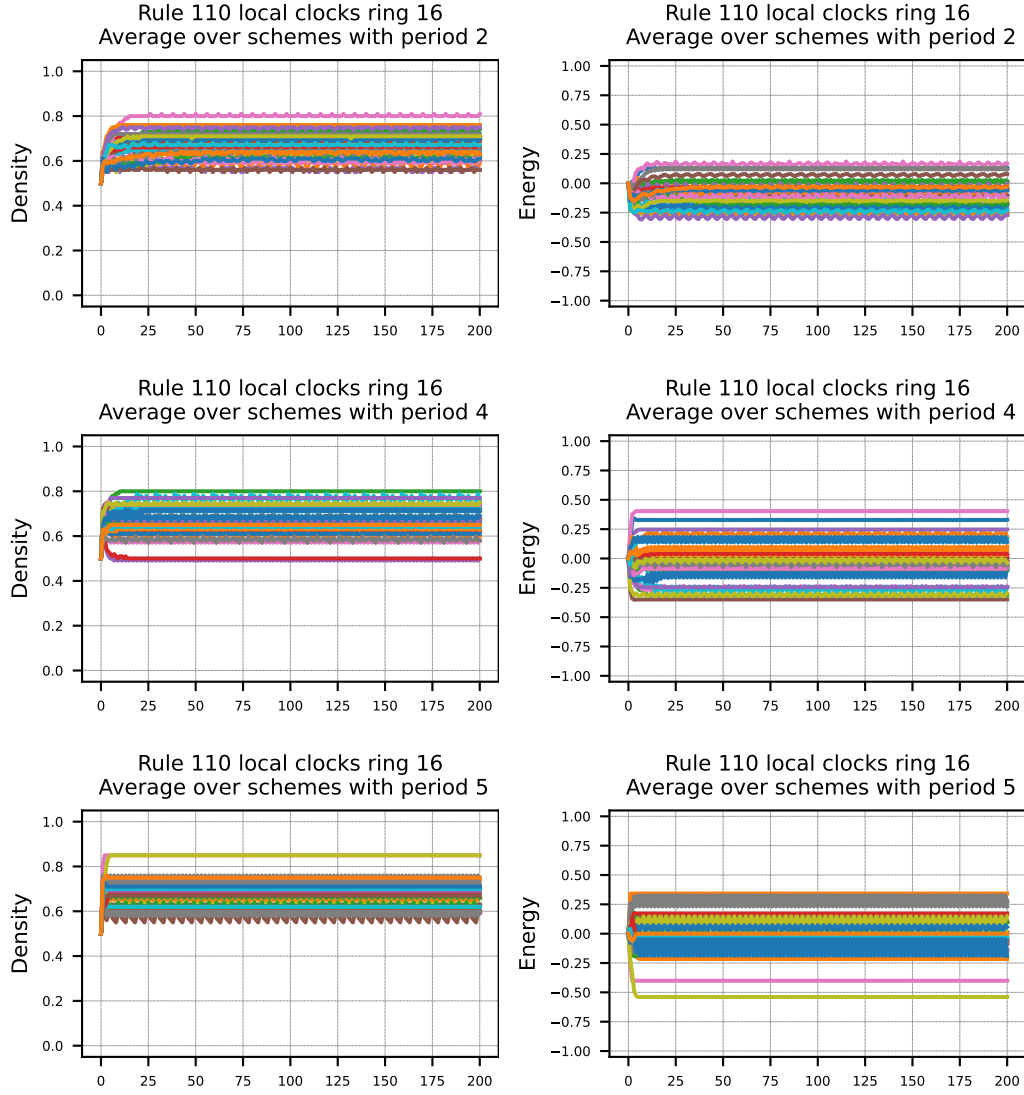 Rule 110 local clocks ring 16
Average over schemes with period 2
Density
1.0
0.8
0.6
0.4
0.2
0.0
0 25 50 75 100 125 150 175 200
Rule 110 local clocks ring 16
Average over schemes with period 2
Energy
1.00
0.75
0.50
0.25
0.00
−0.25
−0.50
−0.75
−1.00
0 25 50 75 100 125 150 175 200
Rule 110 local clocks ring 16
Average over schemes with period 4
Density
1.0
0.8
0.6
0.4
0.2
0.0
0 25 50 75 100 125 150 175 200
Rule 110 local clocks ring 16
Average over schemes with period 4
Energy
1.00
0.75
0.50
0.25
0.00
−0.25
−0.50
−0.75
−1.00
0 25 50 75 100 125 150 175 200
Rule 110 local clocks ring 16
Average over schemes with period 5
Density
1.0
0.8
0.6
0.4
0.2
0.0
0 25 50 75 100 125 150 175 200
Rule 110 local clocks ring 16
Average over schemes with period 5
Energy
1.00
0.75
0.50
0.25
0.00
−0.25
−0.50
−0.75
−1.00
0 25 50 75 100 125 150 175 200